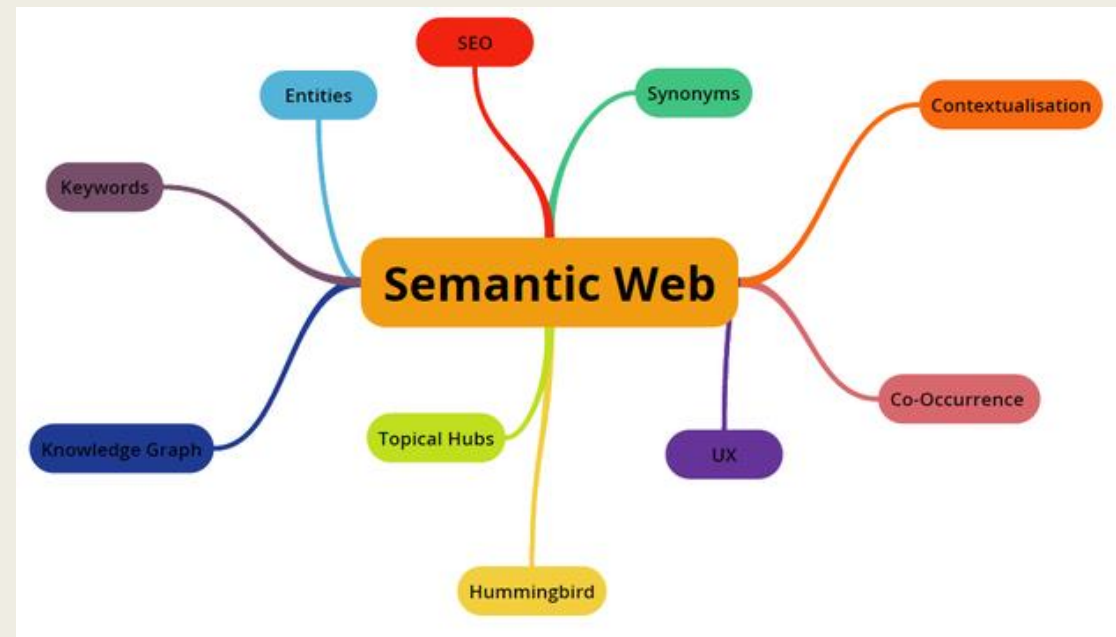 SEO
Entities
Synonyms
Contextualisation
Keywords
Semantic Web
Co-Occurrence
Topical Hubs
Knowledge Graph
UX
Hummingbird